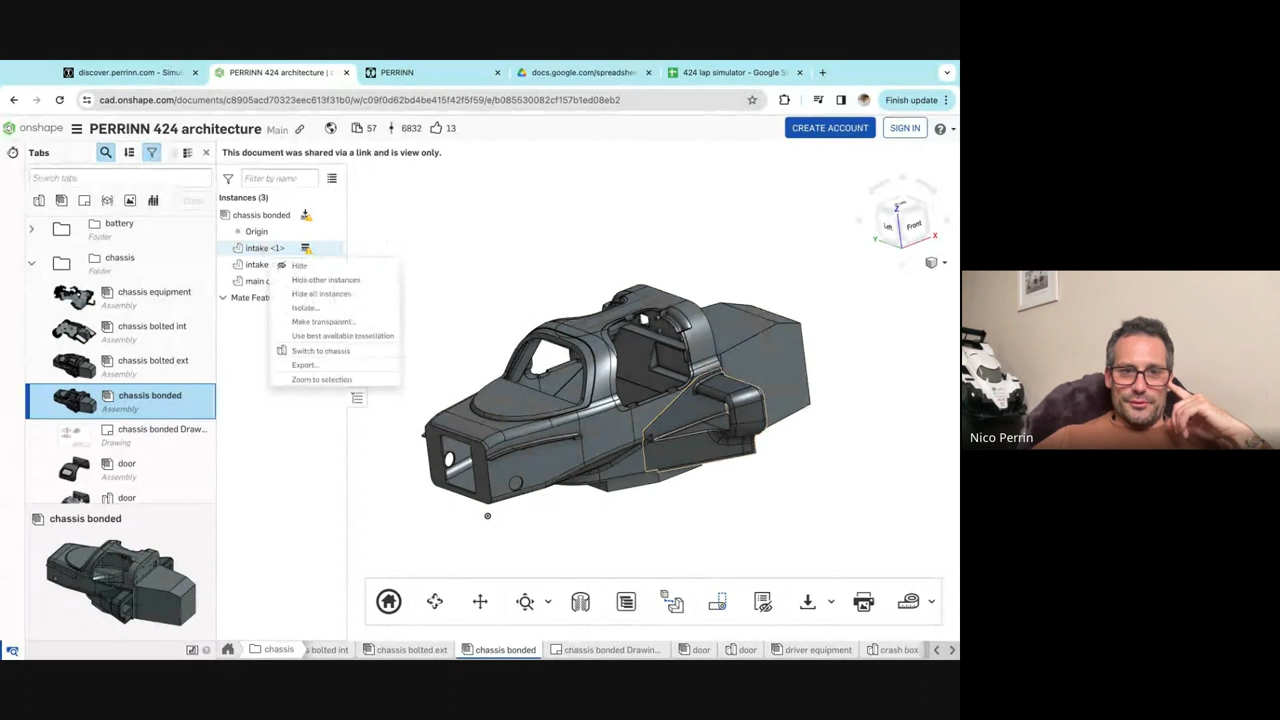 discover.perrinn.com - Simul
PERRINN 424 architecture | c
PERRINN
docs.google.com/spreadshe
424 lap simulator - Google S
cad.onshape.com/documents/c8905acd70323eec613f31b0/w/c09f0d62bd4be415f42f5f59/e/b085530082cf157b1ed08eb2
Finish update
onshape
PERRINN 424 architecture
Main
57
6832
13
CREATE ACCOUNT
SIGN IN
Tabs
This document was shared via a link and is view only.
Search tabs
Filter by name
Clear
Instances (3)
battery
Folder
chassis bonded
Origin
chassis
Folder
intake <1>
intake
main c
Mate Featu
Hide
Hide other instances
Hide all instances
Isolate...
Make transparent...
Use best available tessellation
Switch to chassis
Export...
Zoom to selection
chassis equipment
Assembly
chassis bolted int
Assembly
chassis bolted ext
Assembly
chassis bonded
Assembly
chassis bonded Draw...
Drawing
door
Assembly
door
chassis bonded
Left
Front
Z
X
Y
chassis
bolted int
chassis bolted ext
chassis bonded
chassis bonded Drawin...
door
door
driver equipment
crash box
Nico Perrin